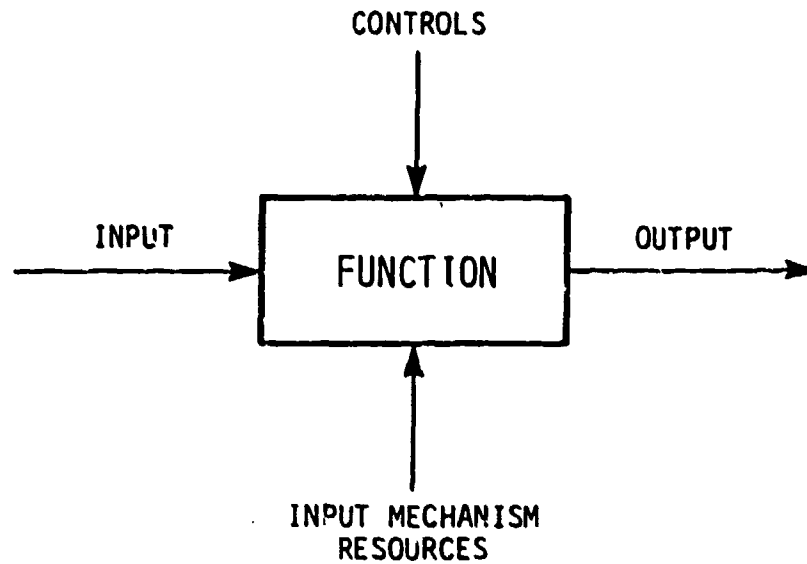 CONTROLS
INPUT
FUNCTION
OUTPUT
INPUT MECHANISM
RESOURCES